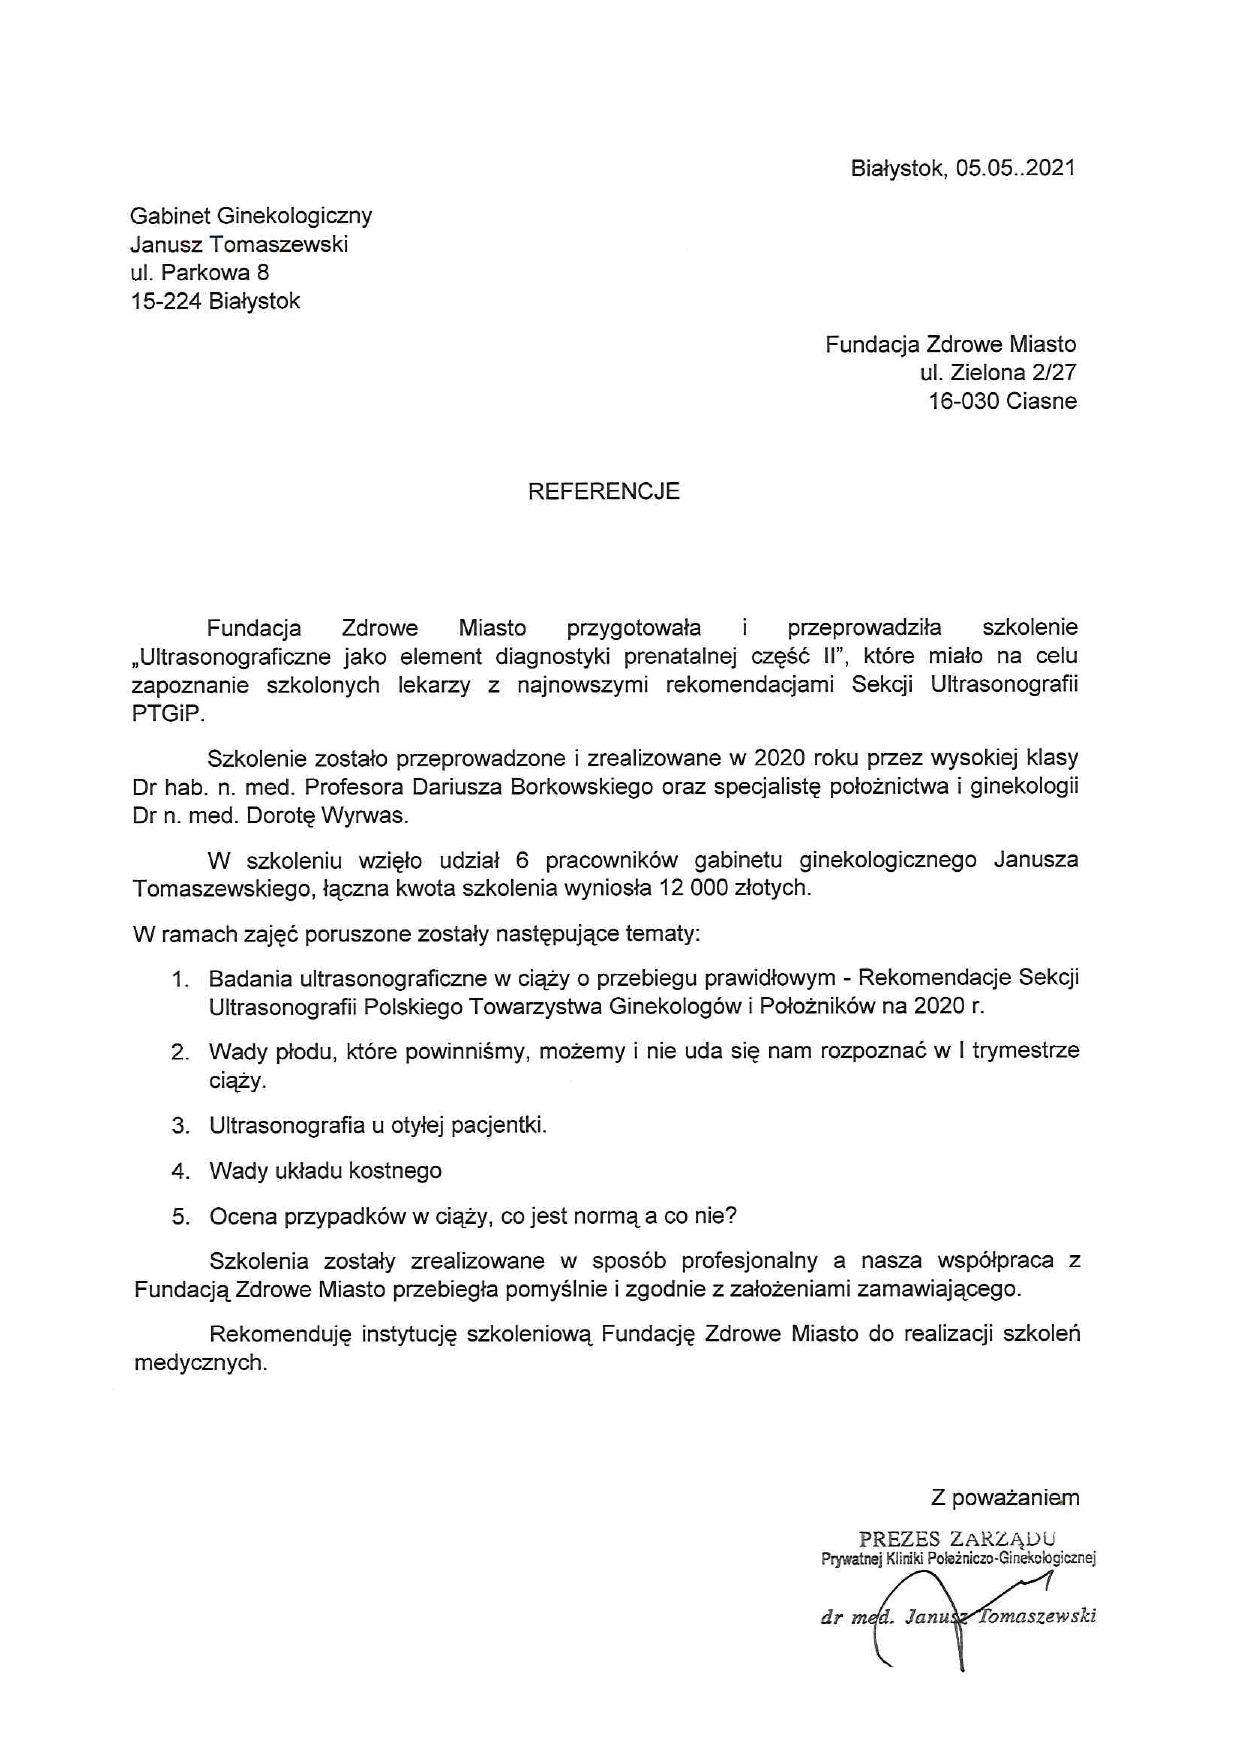 Białystok, 05.05..2021
Gabinet Ginekologiczny
Janusz Tomaszewski
ul. Parkowa 8
15-224 Białystok
Fundacja Zdrowe Miasto
ul. Zielona 2/27
16-030 Ciasne
REFERENCJE
Fundacja Zdrowe Miasto przygotowała i przeprowadziła szkolenie
„Ultrasonograficzne jako element diagnostyki prenatalnej część II”, które miało na celu
zapoznanie szkolonych lekarzy z najnowszymi rekomendacjami Sekcji Ultrasonografii
PTGiP.
Szkolenie zostało przeprowadzone i zrealizowane w 2020 roku przez wysokiej klasy
Dr hab. n. med. Profesora Dariusza Borkowskiego oraz specjalistę położnictwa i ginekologii
Dr n. med. Dorotę Wyrwas.
W szkoleniu wzięło udział 6 pracowników gabinetu ginekologicznego Janusza
Tomaszewskiego, łączna kwota szkolenia wyniosła 12 000 złotych.
W ramach zajęć poruszone zostały następujące tematy:
1. Badania ultrasonograficzne w ciąży o przebiegu prawidłowym - Rekomendacje Sekcji
Ultrasonografii Polskiego Towarzystwa Ginekologów i Położników na 2020 r.
2. Wady płodu, które powinniśmy, możemy i nie uda się nam rozpoznać w I trymestrze
ciąży.
3. Ultrasonografia u otyłej pacjentki.
4. Wady układu kostnego
5. Ocena przypadków w ciąży, co jest normą a co nie?
Szkolenia zostały zrealizowane w sposób profesjonalny a nasza współpraca z
Fundacją Zdrowe Miasto przebiegła pomyślnie i zgodnie z założeniami zamawiającego.
Rekomenduję instytucję szkoleniową Fundację Zdrowe Miasto do realizacji szkoleń
medycznych.
Z poważaniem
PREZES ZARZĄDU
Prywatnej Kliniki Położniczo-Ginekologicznej
dr med. Janusz Tomaszewski